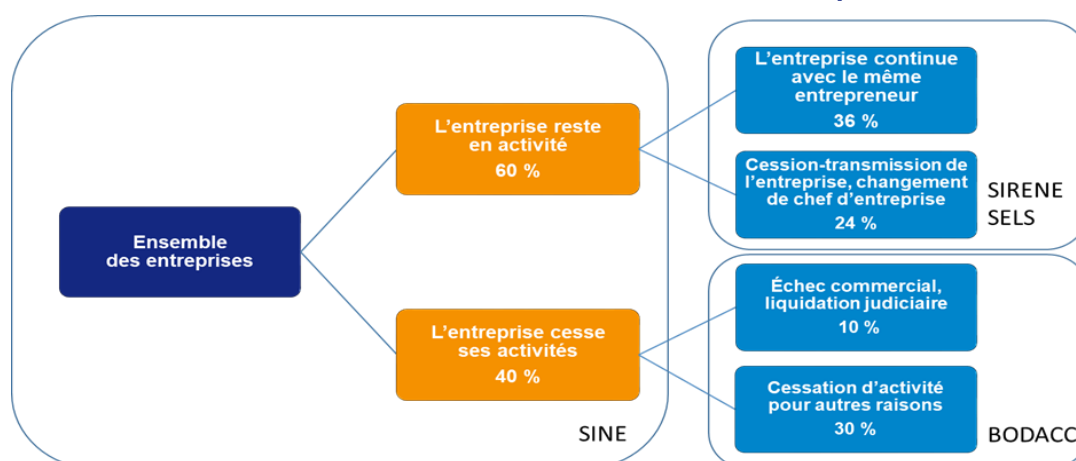 Ensemble
des entreprises
L'entreprise reste
en activité
60 %
L'entreprise cesse
ses activités
40 %
SINE
L'entreprise continue
avec le même
entrepreneur
36 %
Cession-transmission de
l'entreprise, changement
de chef d'entreprise
24 %
SIRENE
SELS
Échec commercial,
liquidation judiciaire
10 %
Cessation d'activité
pour autres raisons
30 %
BODACC